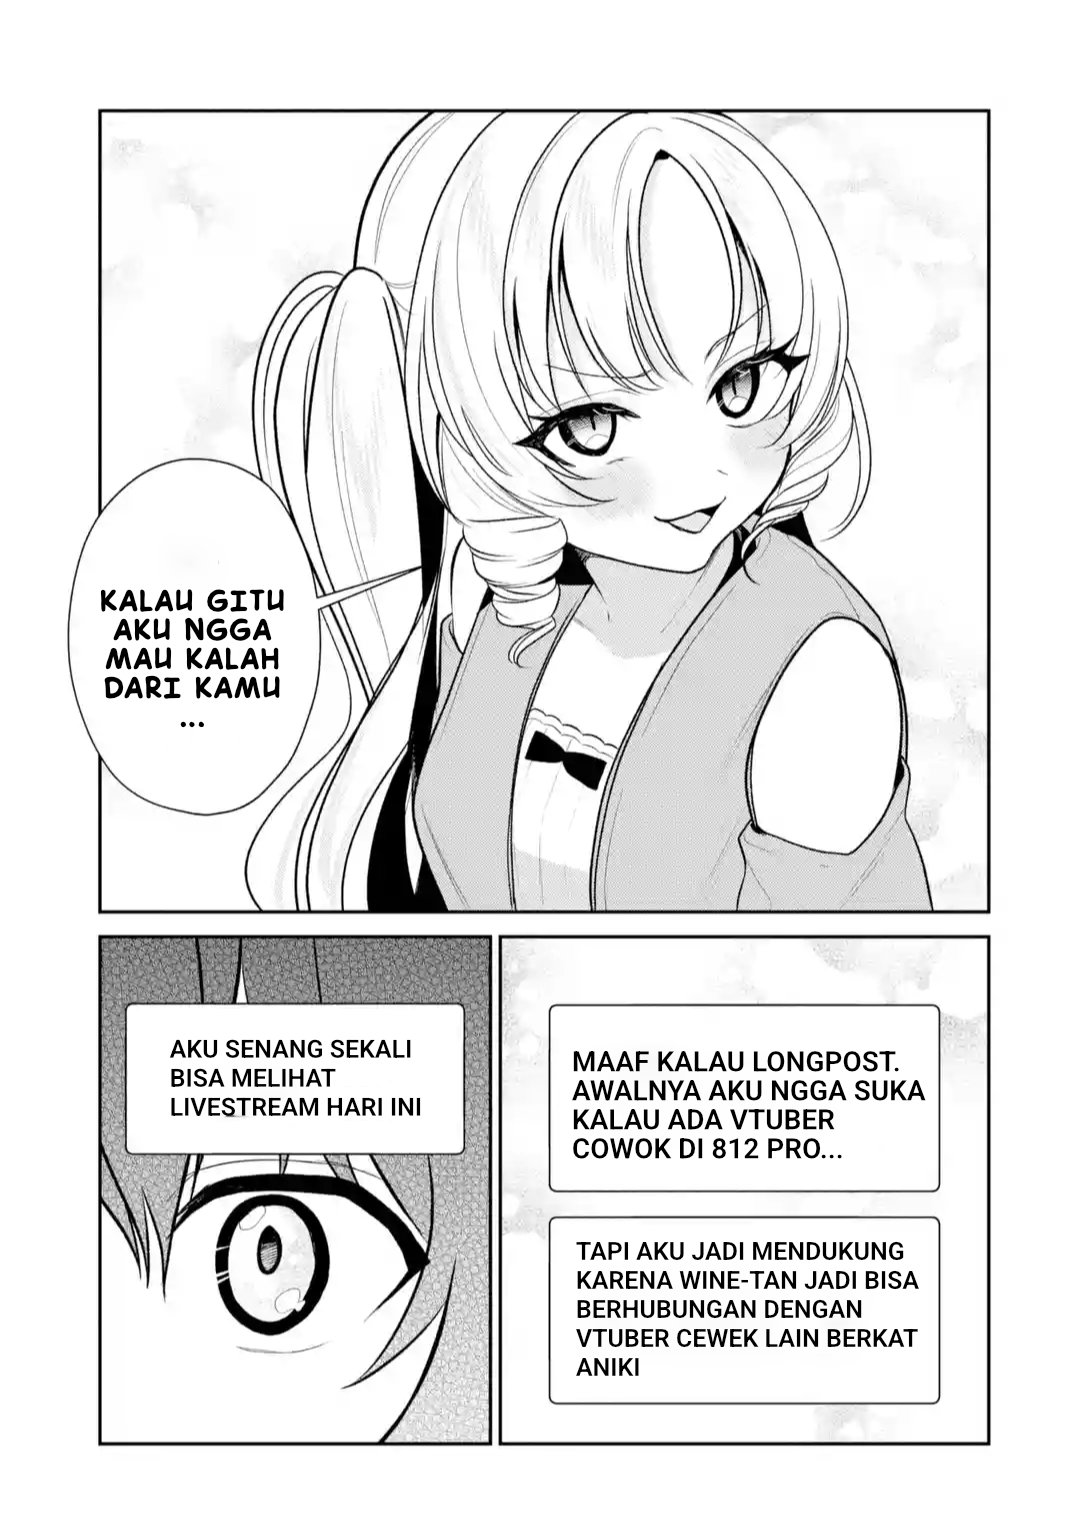 KALAU GITU
AKU NGGA
MAU KALAH
DARI KAMU
...
AKU SENANG SEKALI
BISA MELIHAT
LIVESTREAM HARI INI
MAAF KALAU LONGPOST.
AWALNYA AKU NGGA SUKA
KALAU ADA VTUBER
COWOK DI 812 PRO...
TAPI AKU JADI MENDUKUNG
KARENA WINE-TAN JADI BISA
BERHUBUNGAN DENGAN
VTUBER CEWEK LAIN BERKAT
ANIKI